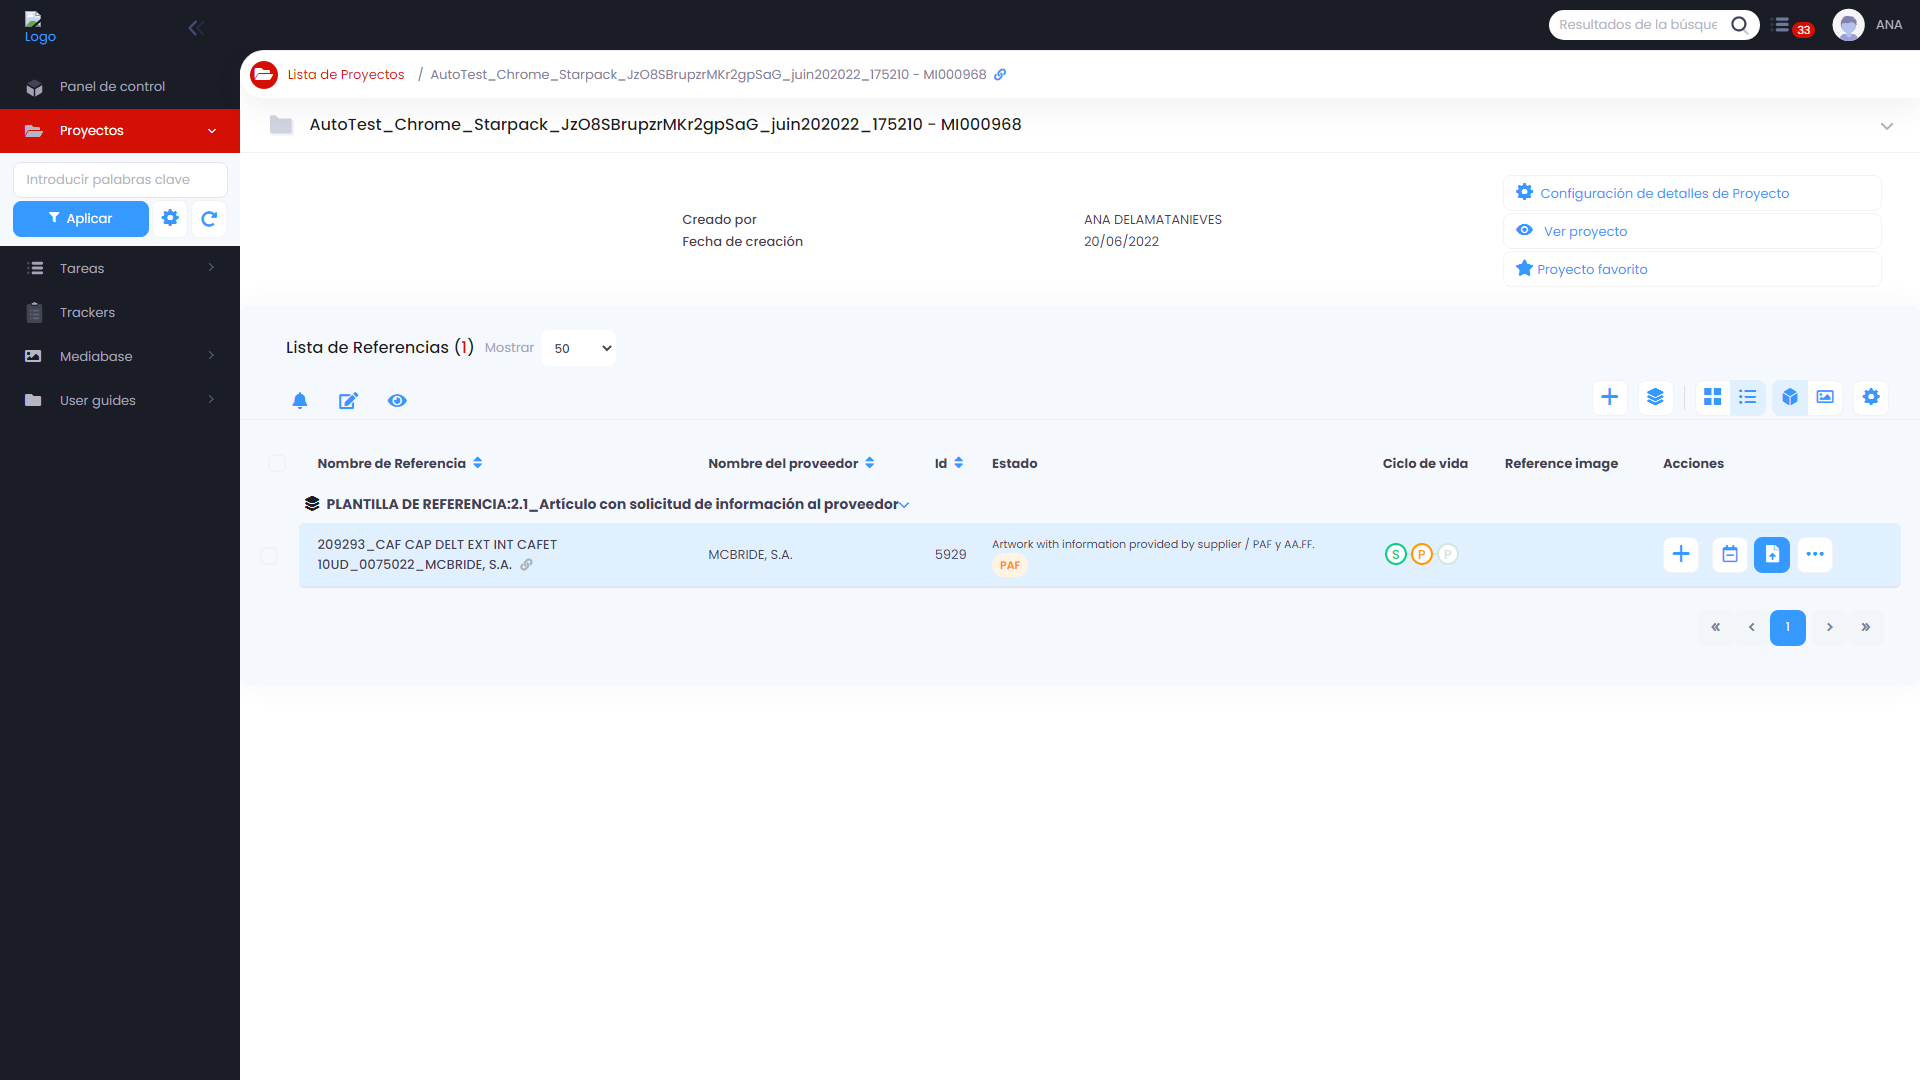 Logo
Resultados de la búsque
33
ANA
Panel de control
Proyectos
Introducir palabras clave
Aplicar
Tareas
Trackers
Mediabase
User guides
Lista de Proyectos / AutoTest_Chrome_Starpack_JzO8SBrupzrMKr2gpSaG_juin202022_175210 - MI000968
AutoTest_Chrome_Starpack_JzO8SBrupzrMKr2gpSaG_juin202022_175210 - MI000968
Creado por ANA DELAMATANIEVES
Fecha de creación 20/06/2022
Configuración de detalles de Proyecto
Ver proyecto
Proyecto favorito
Lista de Referencias (1) Mostrar 50
Nombre de Referencia Nombre del proveedor Id Estado Ciclo de vida Reference image Acciones
PLANTILLA DE REFERENCIA:2.1_Artículo con solicitud de información al proveedor
209293_CAF CAP DELT EXT INT CAFET
10UD_0075022_MCBRIDE, S.A.
MCBRIDE, S.A.
5929
Artwork with information provided by supplier / PAF y AA.FF.
PAF
S P P
« ‹ 1 › »